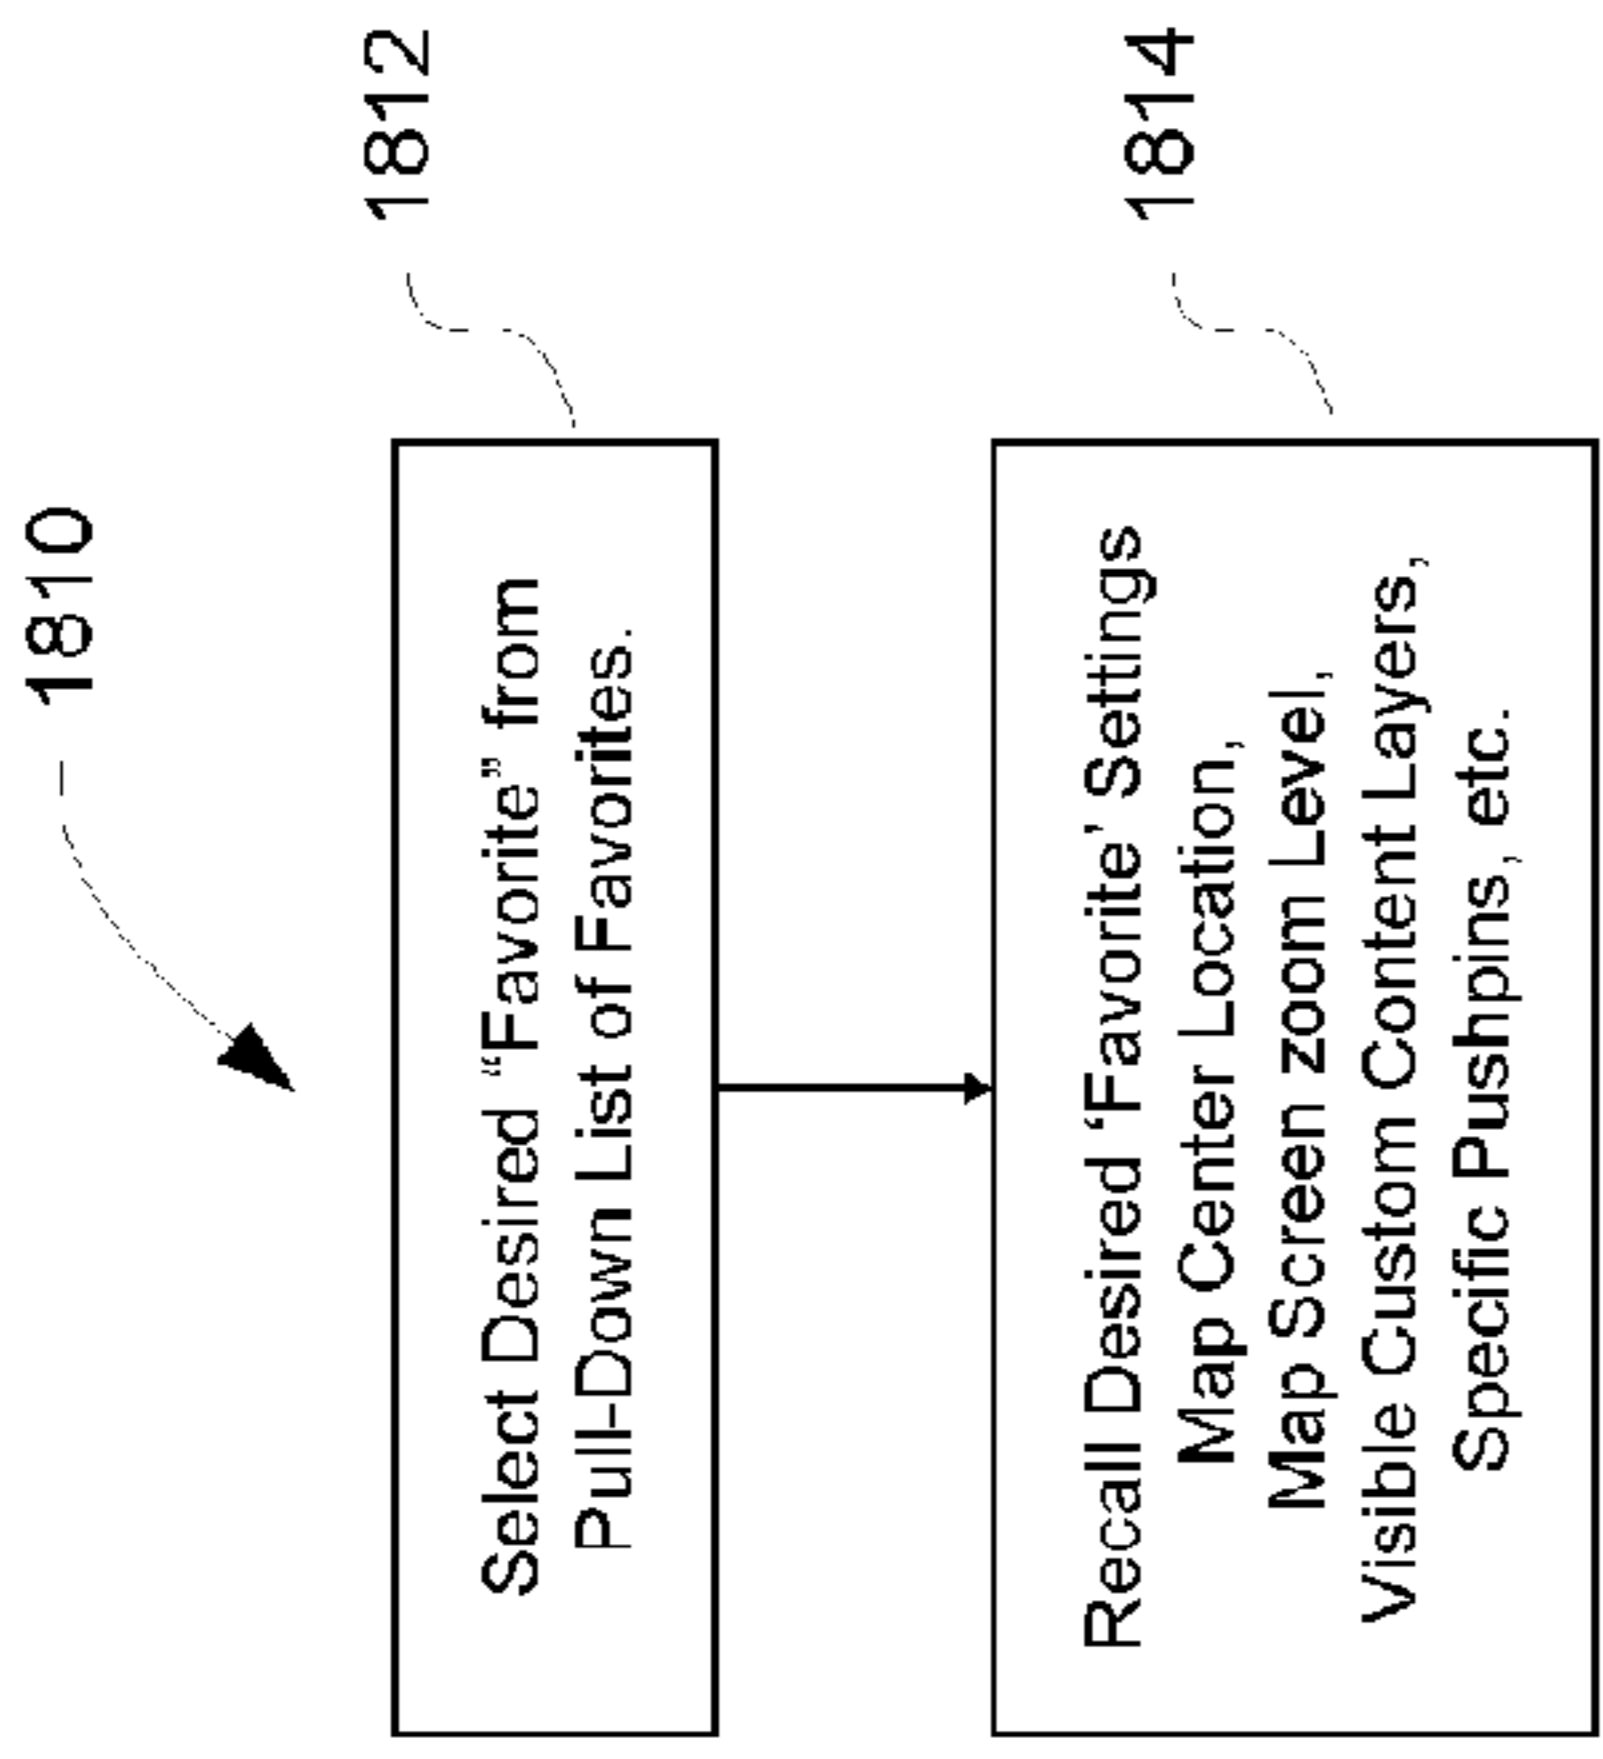 1810
1812
Select Desired “Favorite” from
Pull-Down List of Favorites.
1814
Recall Desired ‘Favorite’ Settings
Map Center Location,
Map Screen zoom Level,
Visible Custom Content Layers,
Specific Pushpins, etc.